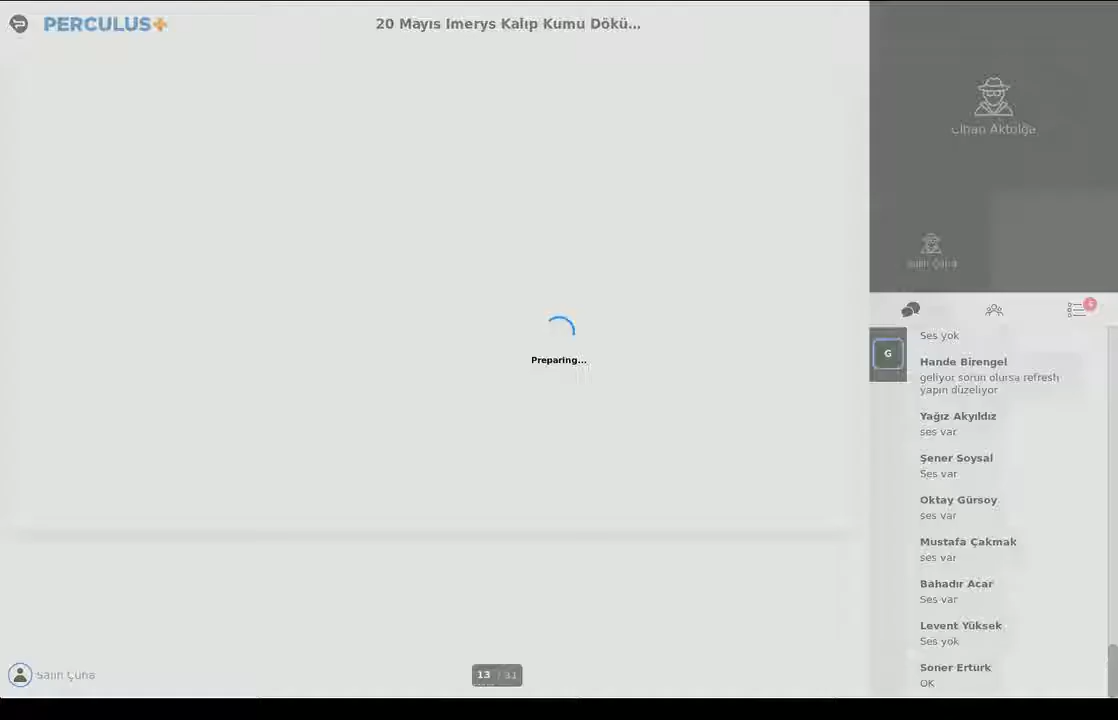 PERCULUS+
20 Mayıs Imerys Kalıp Kumu Dökü...
Cihan Aktolğa
Preparing...
4
Ses yok
G
Hande Birengel
geliyor sorun olursa refresh
yapın düzeliyor
Yağız Akyıldız
ses var
Şener Soysal
Ses var
Oktay Gürsoy
ses var
Mustafa Çakmak
ses var
Bahadır Acar
Ses var
Levent Yüksek
Ses yok
Soner Ertürk
OK
13 / 31